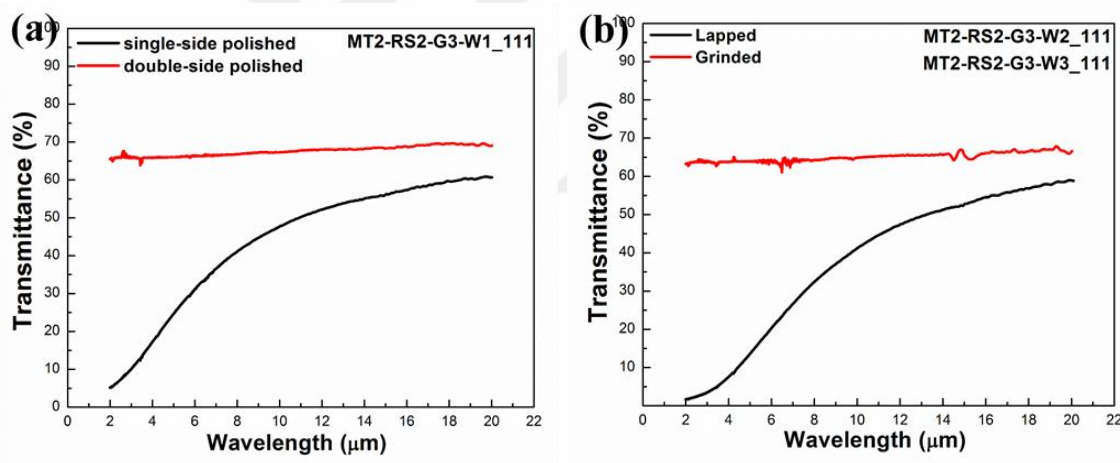 (a)
single-side polished
double-side polished
MT2-RS2-G3-W1_111
Transmittance (%)
100
90
80
70
60
50
40
30
20
10
0
0 2 4 6 8 10 12 14 16 18 20 22
Wavelength (μm)
(b)
Lapped
Grinded
MT2-RS2-G3-W2_111
MT2-RS2-G3-W3_111
Transmittance (%)
100
90
80
70
60
50
40
30
20
10
0 2 4 6 8 10 12 14 16 18 20 22
Wavelength (μm)